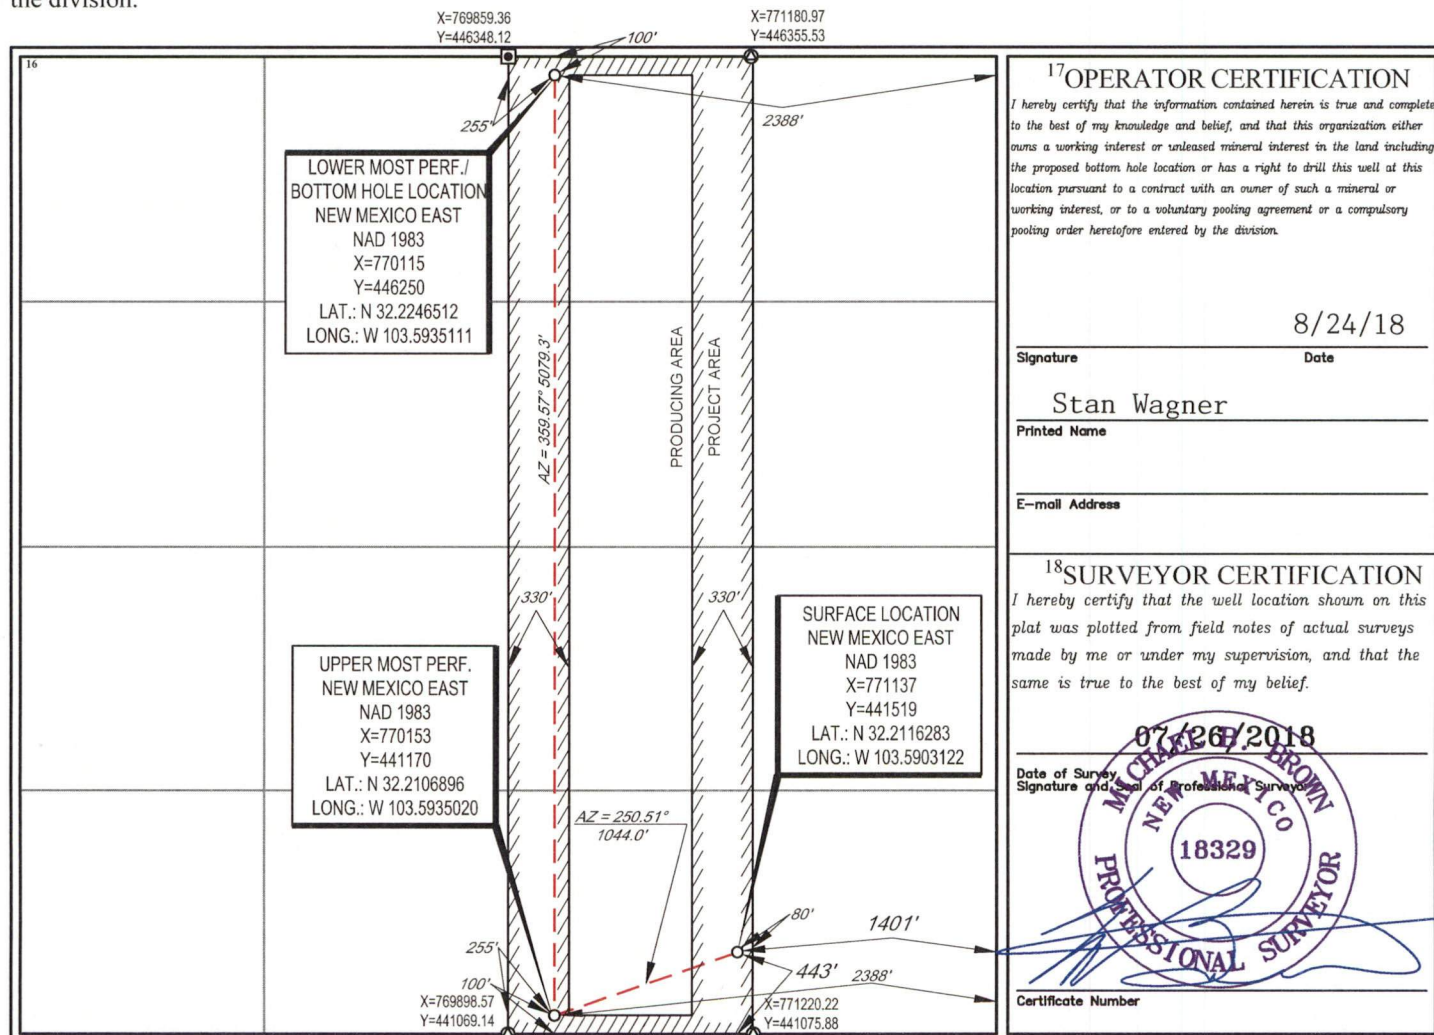 the division.
X=769859.36
Y=446348.12
X=771180.97
Y=446355.53
100'
16
255'
2388'
LOWER MOST PERF./
BOTTOM HOLE LOCATION
NEW MEXICO EAST
NAD 1983
X=770115
Y=446250
LAT.: N 32.2246512
LONG.: W 103.5935111
AZ = 359.57° 5079.3'
PRODUCING AREA
PROJECT AREA
330'
330'
UPPER MOST PERF.
NEW MEXICO EAST
NAD 1983
X=770153
Y=441170
LAT.: N 32.2106896
LONG.: W 103.5935020
SURFACE LOCATION
NEW MEXICO EAST
NAD 1983
X=771137
Y=441519
LAT.: N 32.2116283
LONG.: W 103.5903122
AZ = 250.51°
1044.0'
80'
1401'
255'
443'
2388'
100'
X=769898.57
Y=441069.14
X=771220.22
Y=441075.88
17 OPERATOR CERTIFICATION
I hereby certify that the information contained herein is true and complete
to the best of my knowledge and belief, and that this organization either
owns a working interest or unleased mineral interest in the land including
the proposed bottom hole location or has a right to drill this well at this
location pursuant to a contract with an owner of such a mineral or
working interest, or to a voluntary pooling agreement or a compulsory
pooling order heretofore entered by the division.
8/24/18
Signature Date
Stan Wagner
Printed Name
E-mail Address
18 SURVEYOR CERTIFICATION
I hereby certify that the well location shown on this
plat was plotted from field notes of actual surveys
made by me or under my supervision, and that the
same is true to the best of my belief.
07/26/2018
Date of Survey
Signature and Seal of Professional Surveyor
MICHAEL B. BROWN
NEW MEXICO
18329
PROFESSIONAL SURVEYOR
Certificate Number